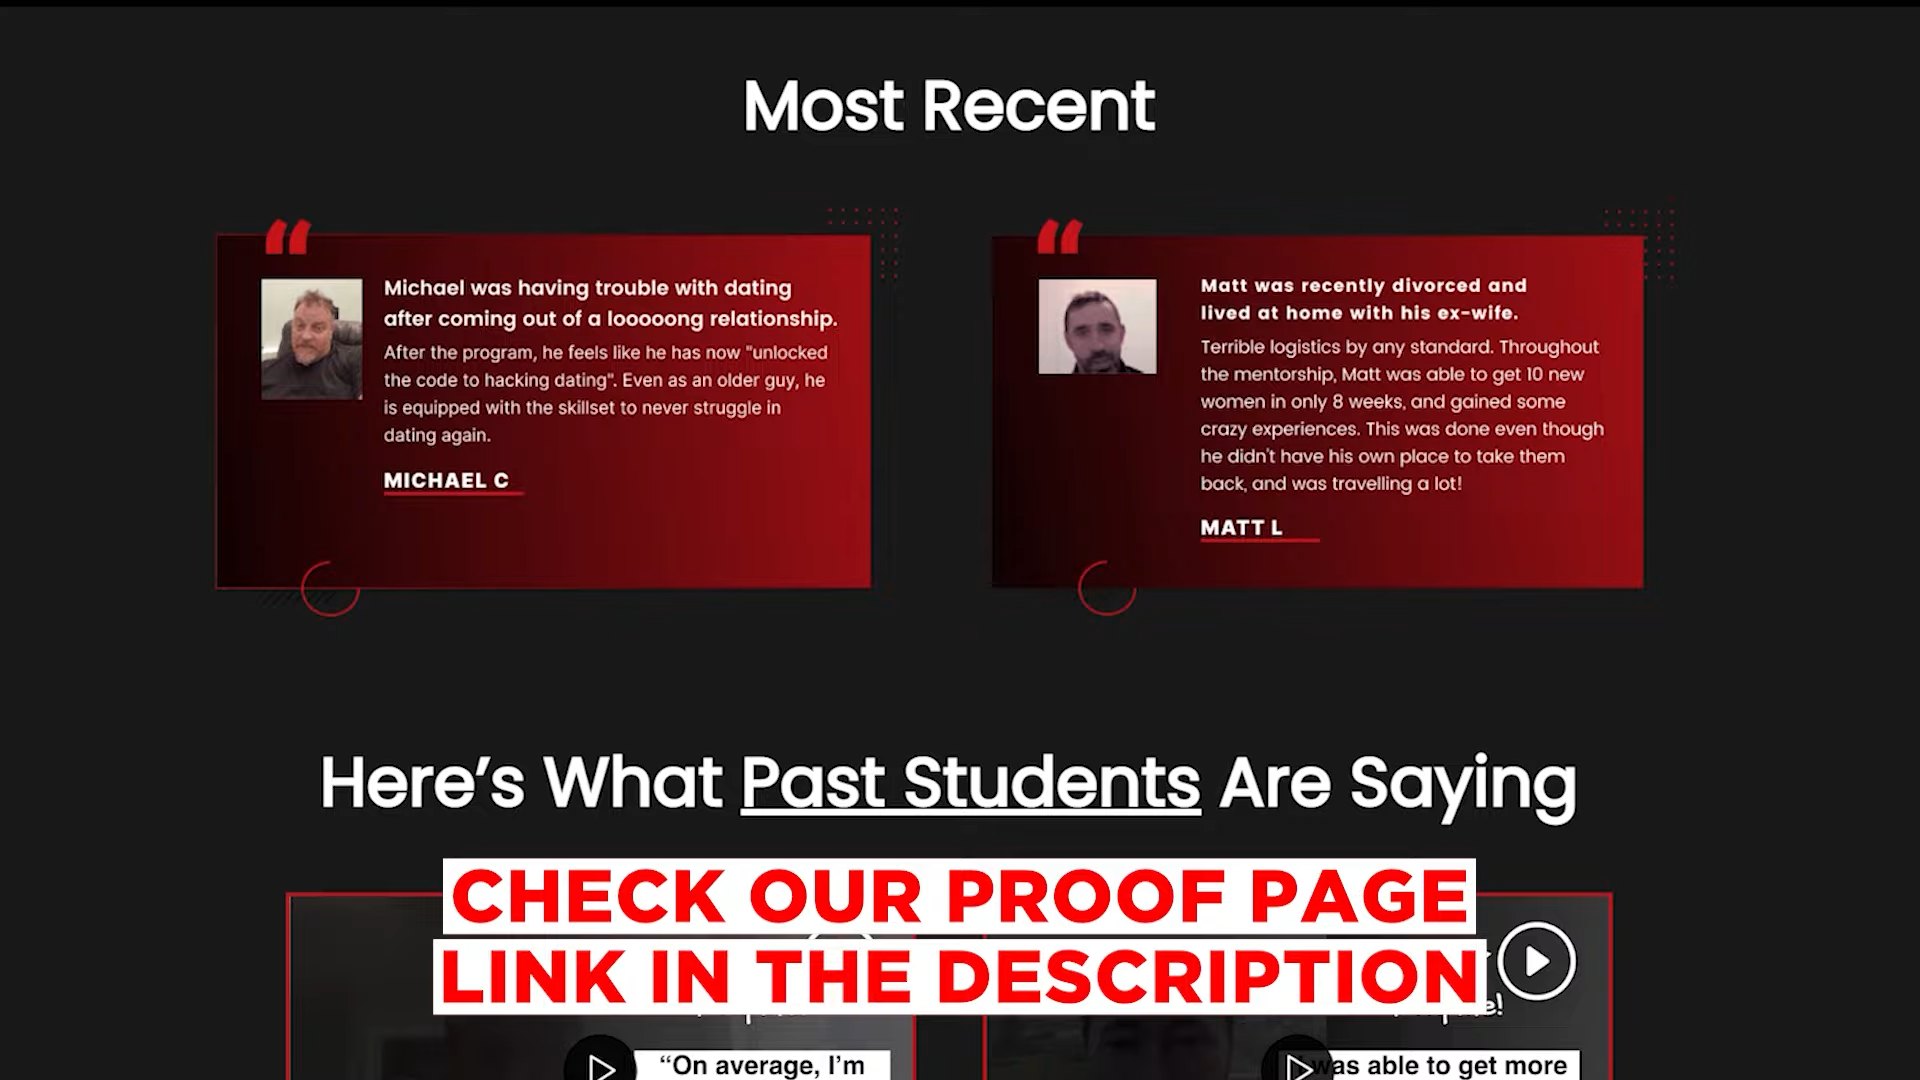 Most Recent
Michael was having trouble with dating
after coming out of a looooong relationship.
After the program, he feels like he has now "unlocked
the code to hacking dating". Even as an older guy, he
is equipped with the skillset to never struggle in
dating again.
MICHAEL C
Matt was recently divorced and
lived at home with his ex-wife.
Terrible logistics by any standard. Throughout
the mentorship, Matt was able to get 10 new
women in only 8 weeks, and gained some
crazy experiences. This was done even though
he didn't have his own place to take them
back, and was travelling a lot!
MATT L
Here's What Past Students Are Saying
CHECK OUR PROOF PAGE
LINK IN THE DESCRIPTION
“On average, I’m
was able to get more